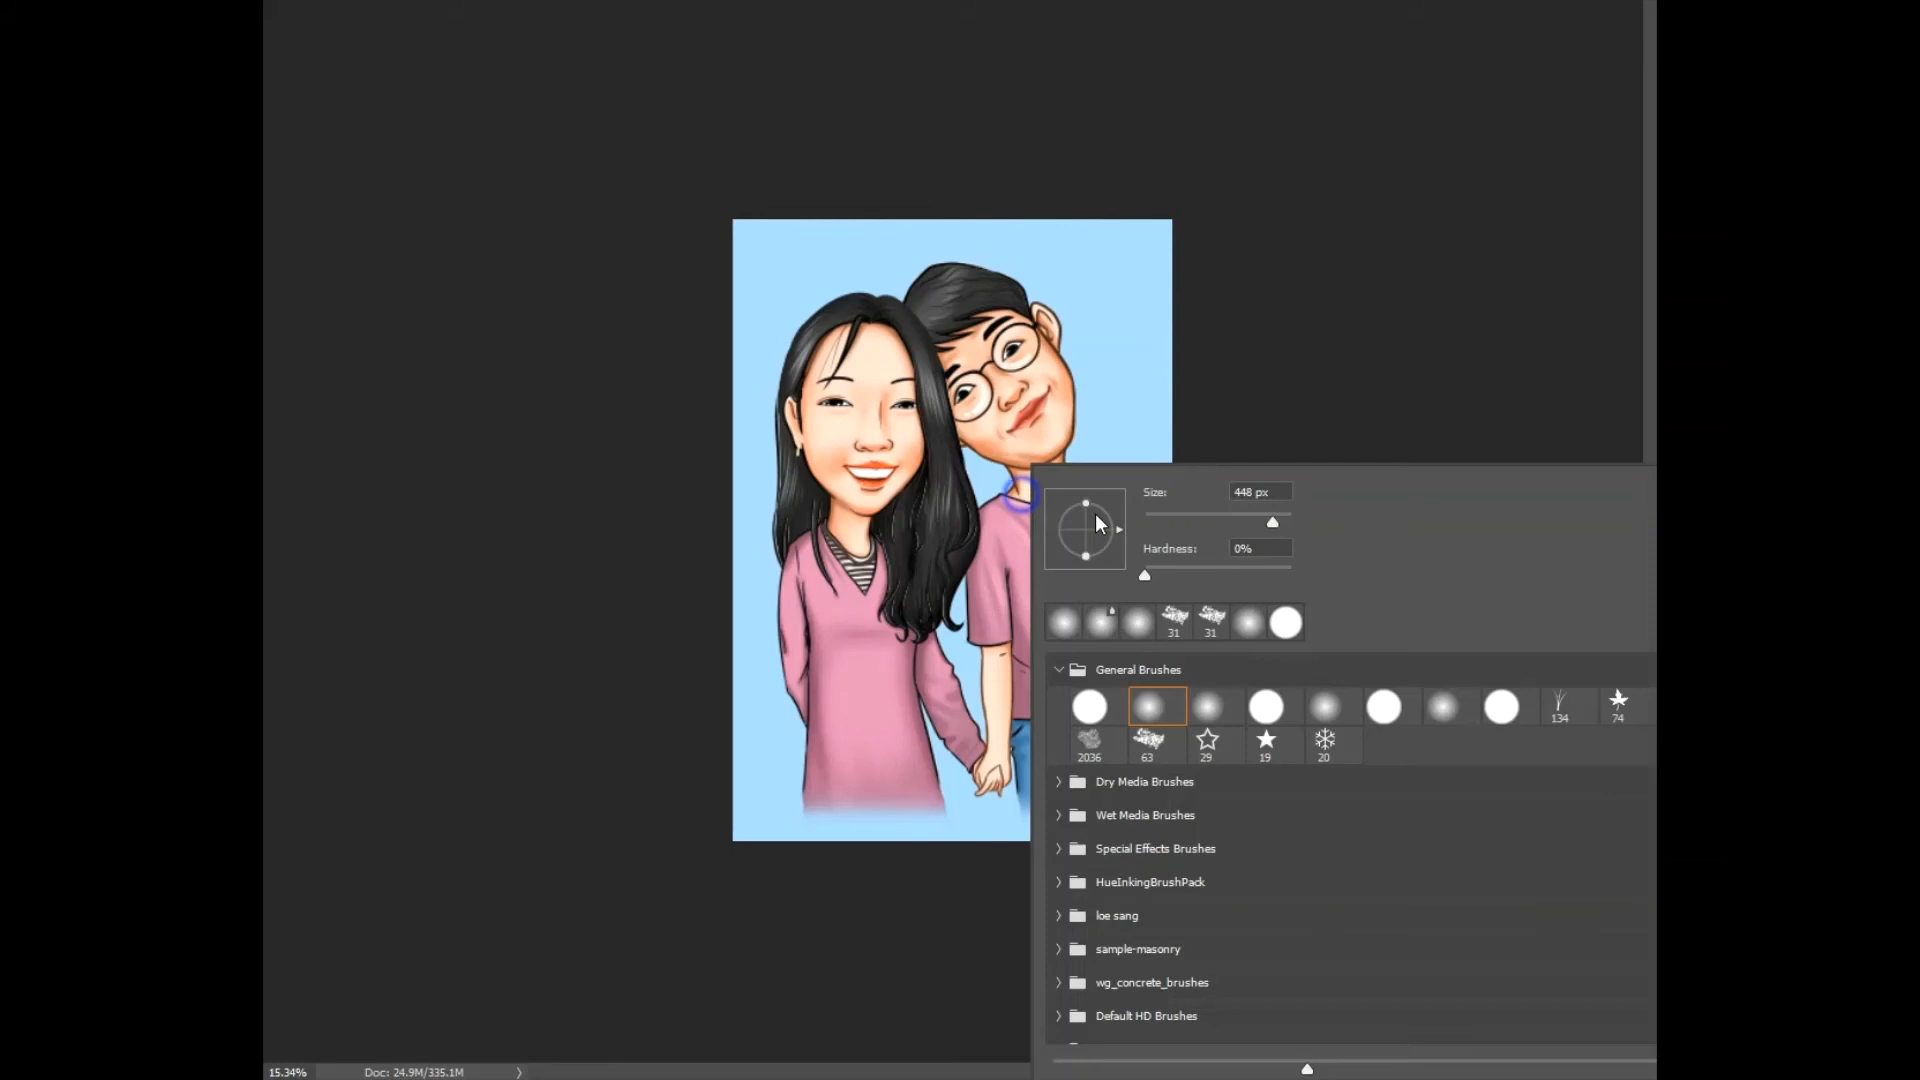 Size:
448 px
Hardness:
0%
31
31
General Brushes
134
74
2036
63
29
19
20
Dry Media Brushes
Wet Media Brushes
Special Effects Brushes
HueInkingBrushPack
loe sang
sample-masonry
wg_concrete_brushes
Default HD Brushes
15.34%
Doc: 24.9M/335.1M